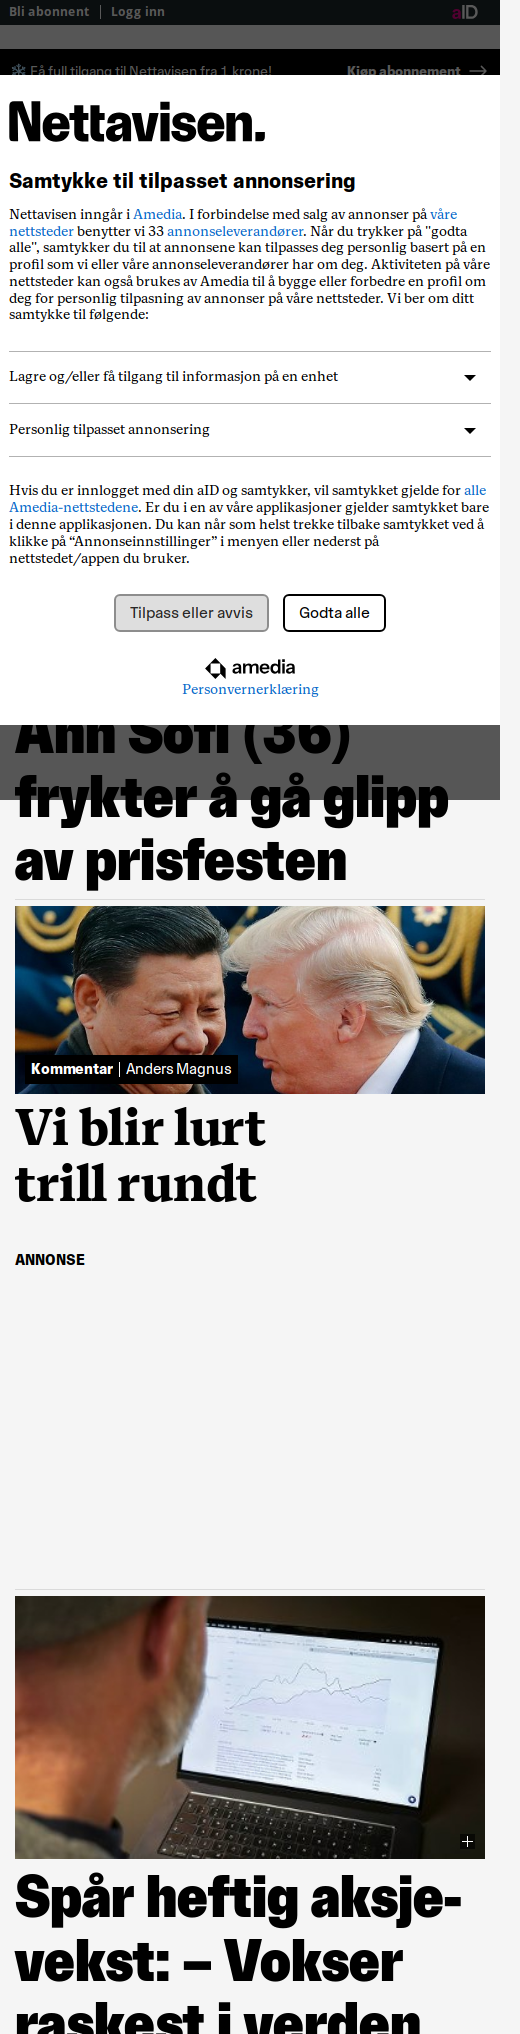 Bli abonnent | Logg inn
aID
Få full tilgang til Nettavisen fra 1 krone!
Kjøp abonnement
Nettavisen.
Samtykke til tilpasset annonsering
Nettavisen inngår i Amedia. I forbindelse med salg av annonser på våre
nettsteder benytter vi 33 annonseleverandører. Når du trykker på "godta
alle", samtykker du til at annonsene kan tilpasses deg personlig basert på en
profil som vi eller våre annonseleverandører har om deg. Aktiviteten på våre
nettsteder kan også brukes av Amedia til å bygge eller forbedre en profil om
deg for personlig tilpasning av annonser på våre nettsteder. Vi ber om ditt
samtykke til følgende:
Lagre og/eller få tilgang til informasjon på en enhet
Personlig tilpasset annonsering
Hvis du er innlogget med din aID og samtykker, vil samtykket gjelde for alle
Amedia-nettstedene. Er du i en av våre applikasjoner gjelder samtykket bare
i denne applikasjonen. Du kan når som helst trekke tilbake samtykket ved å
klikke på “Annonseinnstillinger” i menyen eller nederst på
nettstedet/appen du bruker.
Tilpass eller avvis
Godta alle
amedia
Personvernerklæring
Ann Sofi (36)
frykter å gå glipp
av prisfesten
Kommentar | Anders Magnus
Vi blir lurt
trill rundt
ANNONSE
Spår heftig aksje-
vekst: – Vokser
raskest i verden